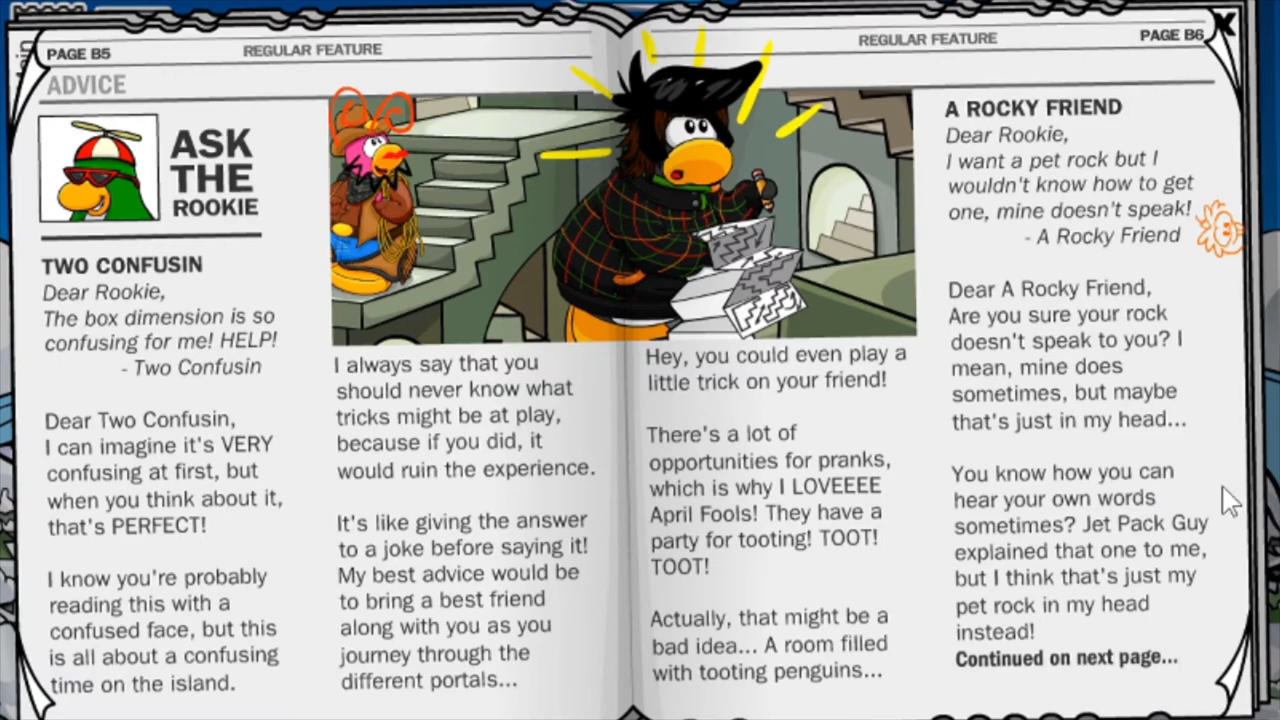 PAGE B5
REGULAR FEATURE
REGULAR FEATURE
PAGE B6
X
ADVICE
ASK
THE
ROOKIE
TWO CONFUSIN
Dear Rookie,
The box dimension is so
confusing for me! HELP!
- Two Confusin
Dear Two Confusin,
I can imagine it's VERY
confusing at first, but
when you think about it,
that's PERFECT!
I know you're probably
reading this with a
confused face, but this
is all about a confusing
time on the island.
I always say that you
should never know what
tricks might be at play,
because if you did, it
would ruin the experience.
It's like giving the answer
to a joke before saying it!
My best advice would be
to bring a best friend
along with you as you
journey through the
different portals...
Hey, you could even play a
little trick on your friend!
There's a lot of
opportunities for pranks,
which is why I LOVEEEE
April Fools! They have a
party for tooting! TOOT!
TOOT!
Actually, that might be a
bad idea... A room filled
with tooting penguins...
A ROCKY FRIEND
Dear Rookie,
I want a pet rock but I
wouldn't know how to get
one, mine doesn't speak!
- A Rocky Friend
Dear A Rocky Friend,
Are you sure your rock
doesn't speak to you? I
mean, mine does
sometimes, but maybe
that's just in my head...
You know how you can
hear your own words
sometimes? Jet Pack Guy
explained that one to me,
but I think that's just my
pet rock in my head
instead!
Continued on next page...